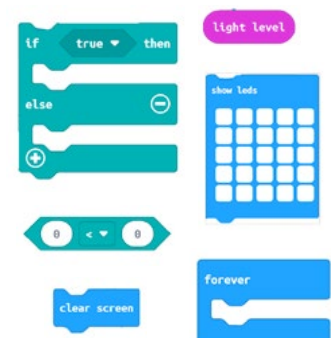 if true then
else
0 < 0
clear screen
light level
show leds
forever